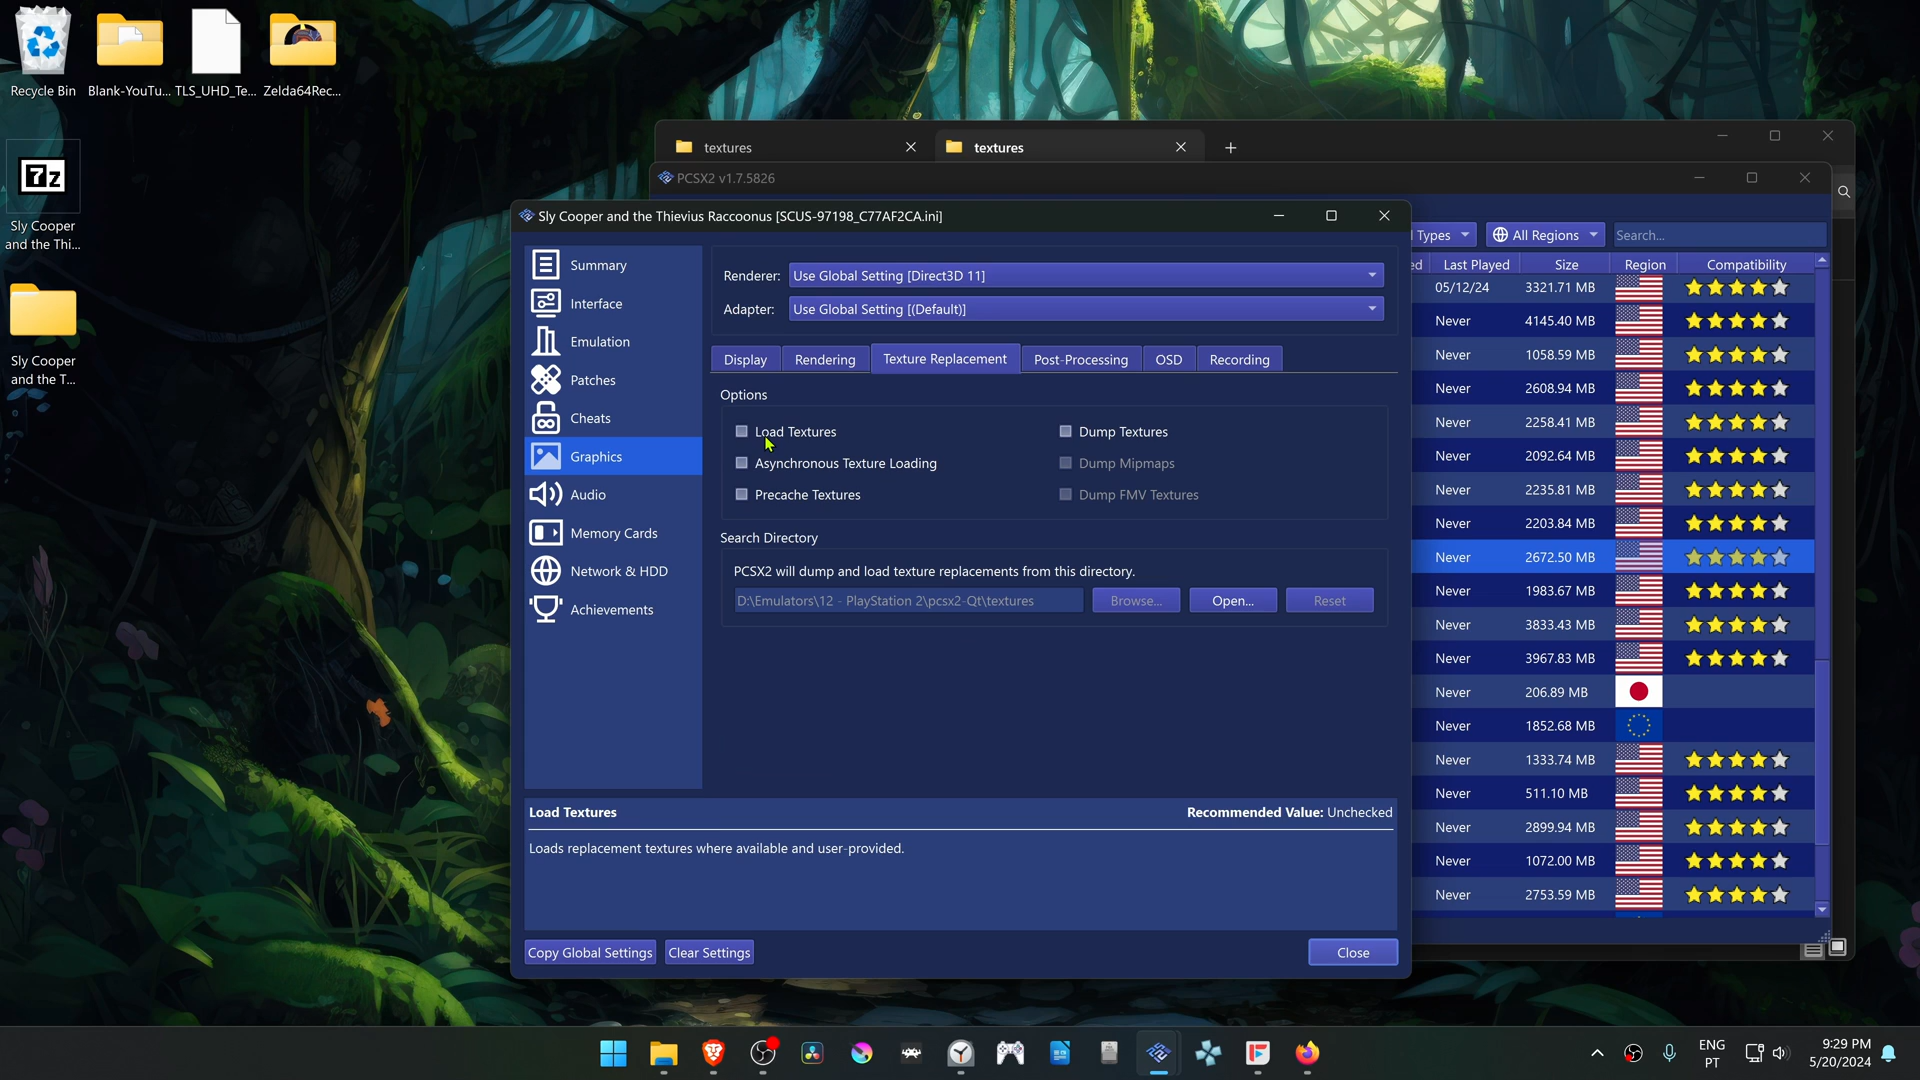 Recycle Bin
Blank-YouTu...
TLS_UHD_Te...
Zelda64Rec...
7z
Sly Cooper
and the Thi...
Sly Cooper
and the T...
textures
textures
PCSX2 v1.7.5826
Types
All Regions
Search...
ed
Last Played
Size
Region
Compatibility
05/12/24 3321.71 MB
Never 4145.40 MB
Never 1058.59 MB
Never 2608.94 MB
Never 2258.41 MB
Never 2092.64 MB
Never 2235.81 MB
Never 2203.84 MB
Never 2672.50 MB
Never 1983.67 MB
Never 3833.43 MB
Never 3967.83 MB
Never 206.89 MB
Never 1852.68 MB
Never 1333.74 MB
Never 511.10 MB
Never 2899.94 MB
Never 1072.00 MB
Never 2753.59 MB
Sly Cooper and the Thievius Raccoonus [SCUS-97198_C77AF2CA.ini]
Summary
Interface
Emulation
Patches
Cheats
Graphics
Audio
Memory Cards
Network & HDD
Achievements
Renderer: Use Global Setting [Direct3D 11]
Adapter: Use Global Setting [(Default)]
Display
Rendering
Texture Replacement
Post-Processing
OSD
Recording
Options
Load Textures
Dump Textures
Asynchronous Texture Loading
Dump Mipmaps
Precache Textures
Dump FMV Textures
Search Directory
PCSX2 will dump and load texture replacements from this directory.
D:\Emulators\12 - PlayStation 2\pcsx2-Qt\textures
Browse...
Open...
Reset
Load Textures
Recommended Value: Unchecked
Loads replacement textures where available and user-provided.
Copy Global Settings
Clear Settings
Close
ENG
PT
9:29 PM
5/20/2024